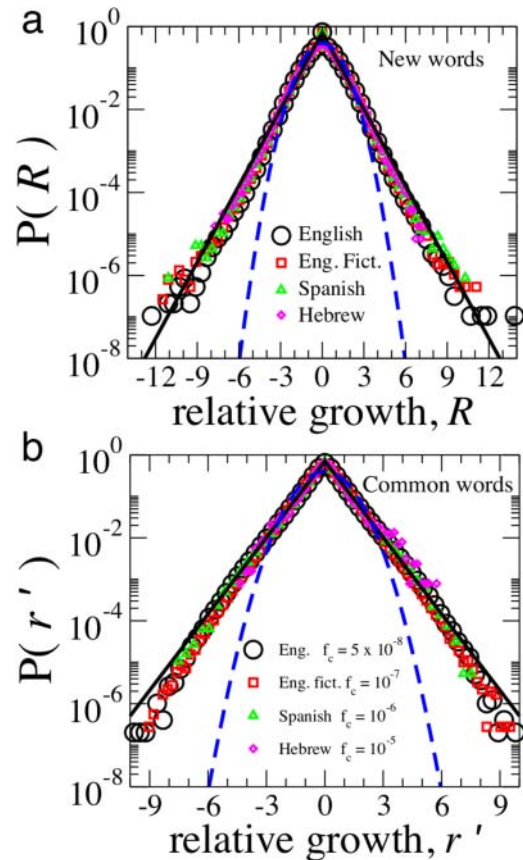 a
New words
10^0
10^-2
10^-4
10^-6
10^-8
P(R)
English
Eng. Fict.
Spanish
Hebrew
-12 -9 -6 -3 0 3 6 9 12
relative growth, R
b
Common words
10^0
10^-2
10^-4
10^-6
10^-8
P(r')
Eng. f_c = 5 x 10^-8
Eng. fict. f_c = 10^-7
Spanish f_c = 10^-6
Hebrew f_c = 10^-5
-9 -6 -3 0 3 6 9
relative growth, r'